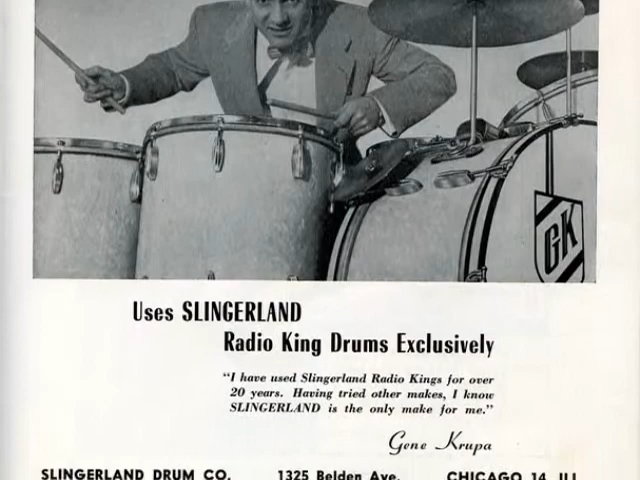 GK
Uses SLINGERLAND
Radio King Drums Exclusively
"I have used Slingerland Radio Kings for over
20 years. Having tried other makes, I know
SLINGERLAND is the only make for me."
Gene Krupa
SLINGERLAND DRUM CO. 1325 Belden Ave. CHICAGO 14, ILL.